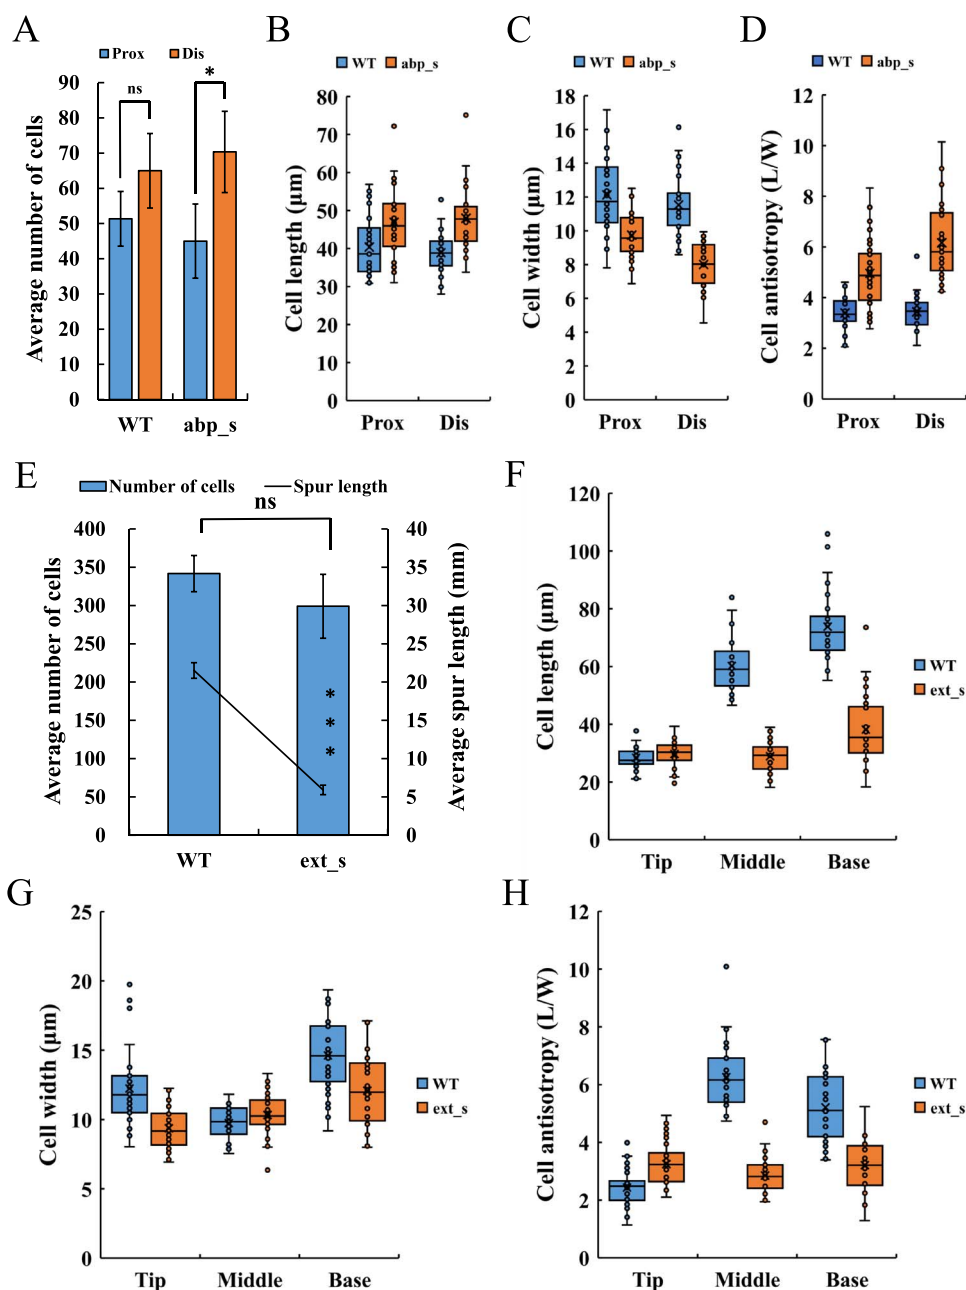 A
Prox Dis
Average number of cells
90
80
70
60
50
40
30
20
10
0
ns
*
WT abp_s
B
WT abp_s
Cell length (μm)
80
70
60
50
40
30
20
10
0
Prox Dis
C
WT abp_s
Cell width (μm)
18
16
14
12
10
8
6
4
2
0
Prox Dis
D
WT abp_s
Cell antisotropy (L/W)
12
10
8
6
4
2
0
Prox Dis
E
Number of cells Spur length
ns
Average number of cells
400
350
300
250
200
150
100
50
0
Average spur length (mm)
40
35
30
25
20
15
10
5
0
*
*
*
WT ext_s
F
Cell length (μm)
120
100
80
60
40
20
0
Tip Middle Base
WT
ext_s
G
Cell width (μm)
25
20
15
10
5
0
Tip Middle Base
WT
ext_s
H
Cell antisotropy (L/W)
12
10
8
6
4
2
0
Tip Middle Base
WT
ext_s